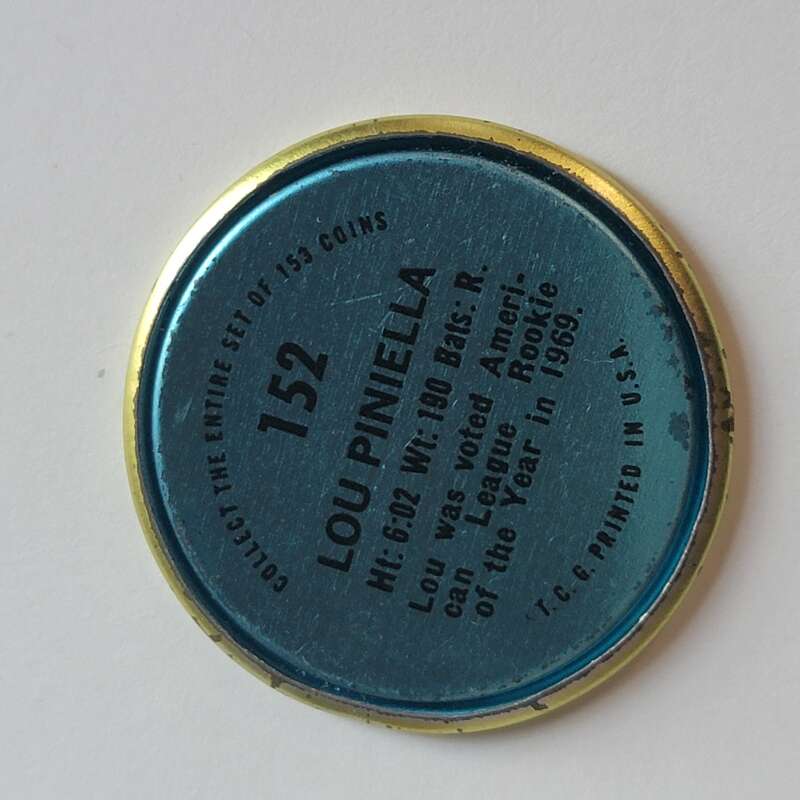 COLLECT THE ENTIRE SET OF 153 COINS
152
LOU PINIELLA
Ht: 6:02 Wt: 190 Bats: R.
Lou was voted Ameri-
can League Rookie
of the Year in 1969.
T. C. G. PRINTED IN U.S.A.